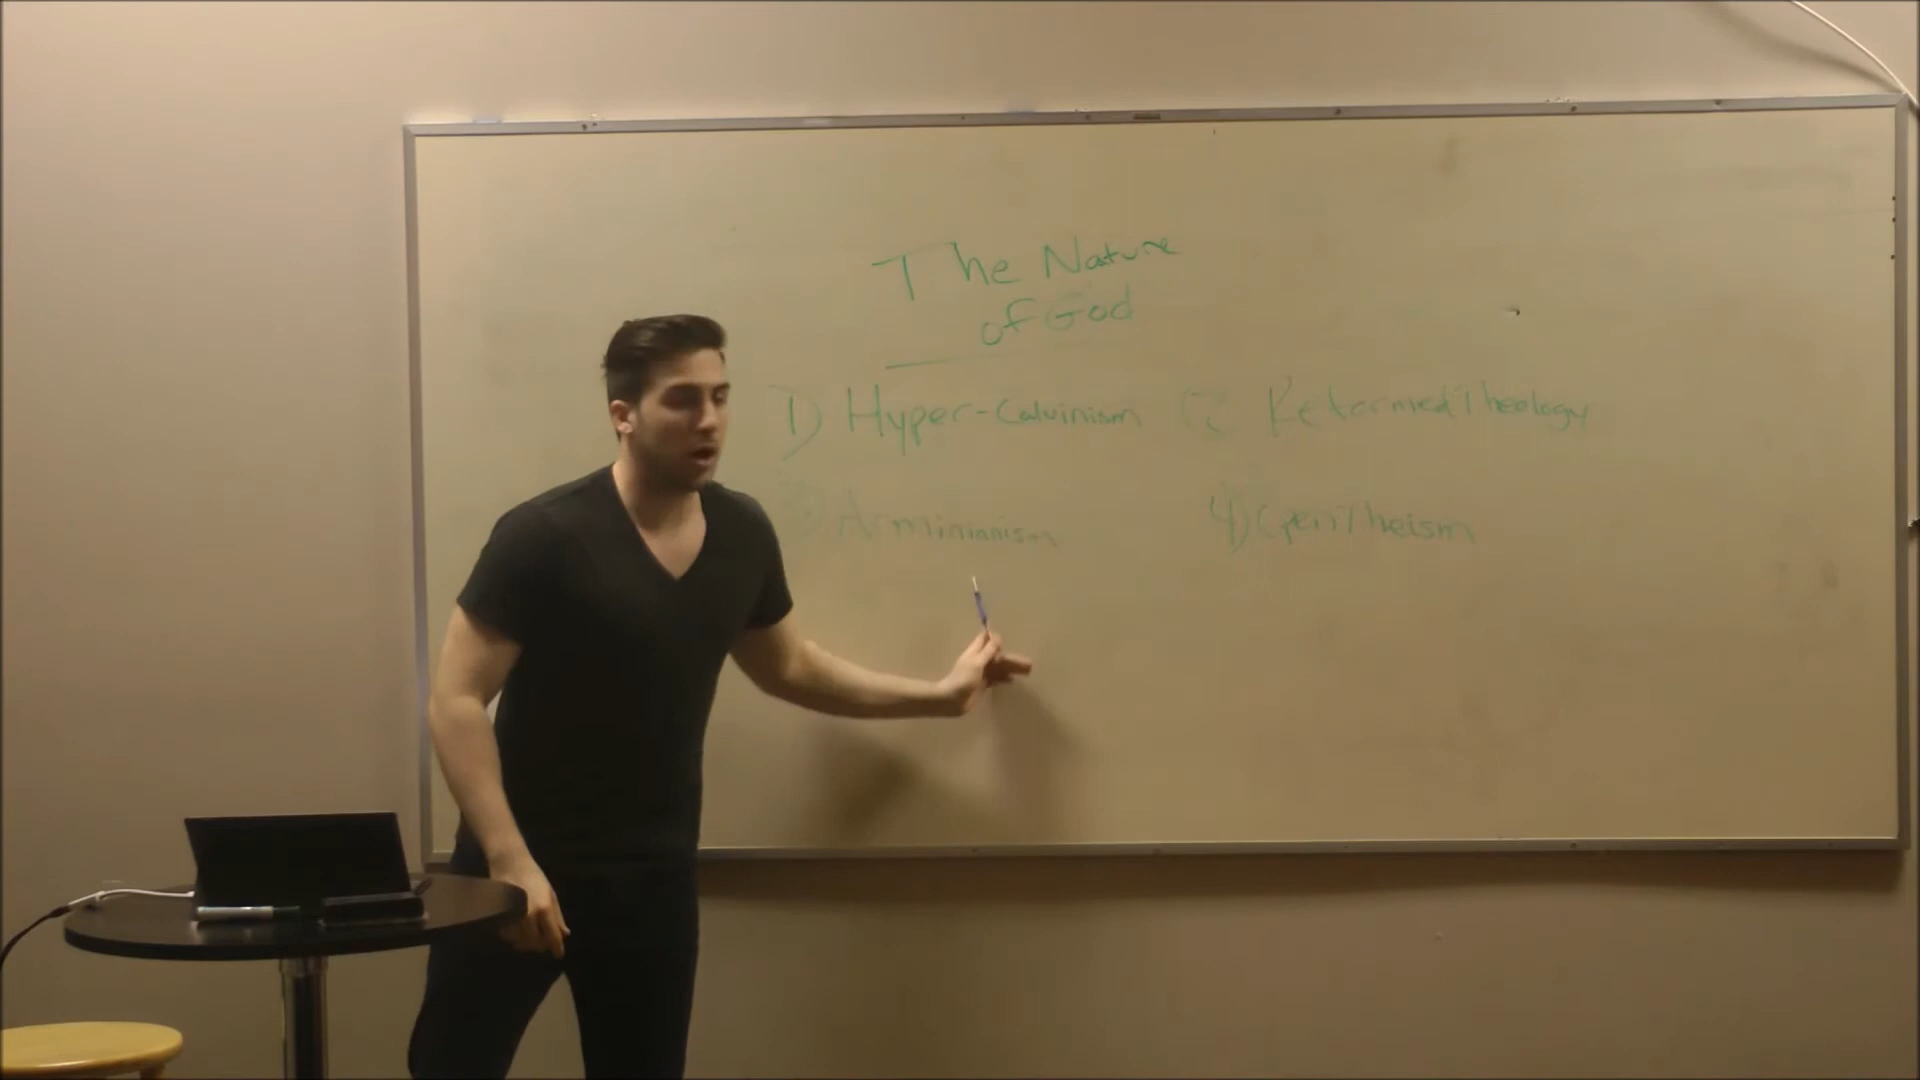 The Nature
of God
1) Hyper-Calvinism 2 Reformed Theology
3) Arminianism 4) Open Theism